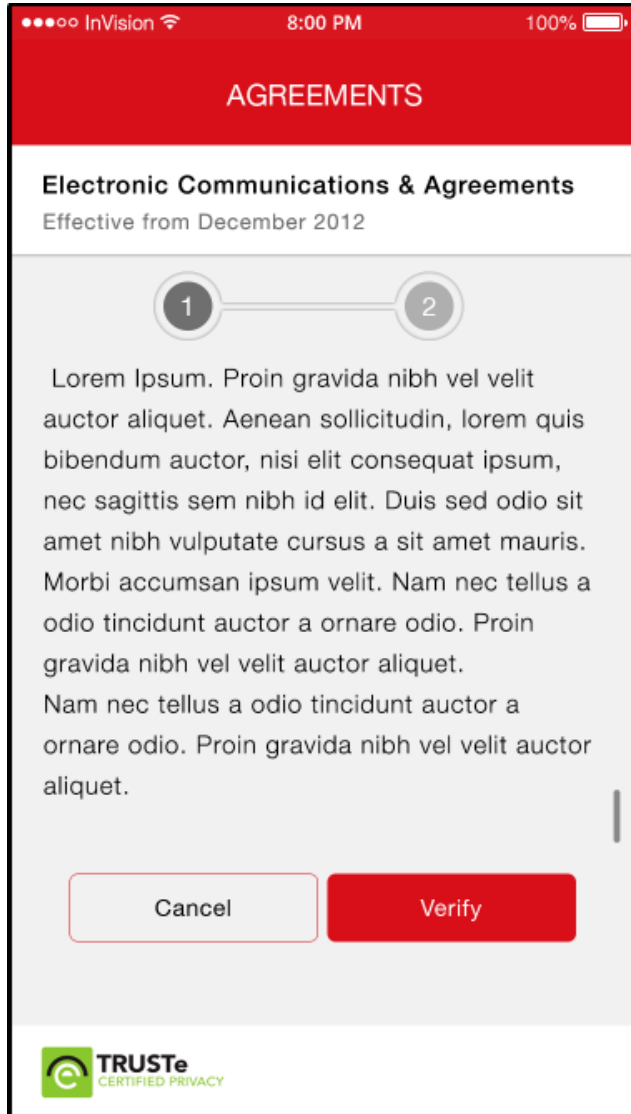 InVision 8:00 PM 100%
AGREEMENTS
Electronic Communications & Agreements
Effective from December 2012
1 2
Lorem Ipsum. Proin gravida nibh vel velit
auctor aliquet. Aenean sollicitudin, lorem quis
bibendum auctor, nisi elit consequat ipsum,
nec sagittis sem nibh id elit. Duis sed odio sit
amet nibh vulputate cursus a sit amet mauris.
Morbi accumsan ipsum velit. Nam nec tellus a
odio tincidunt auctor a ornare odio. Proin
gravida nibh vel velit auctor aliquet.
Nam nec tellus a odio tincidunt auctor a
ornare odio. Proin gravida nibh vel velit auctor
aliquet.
Cancel Verify
TRUSTe
CERTIFIED PRIVACY